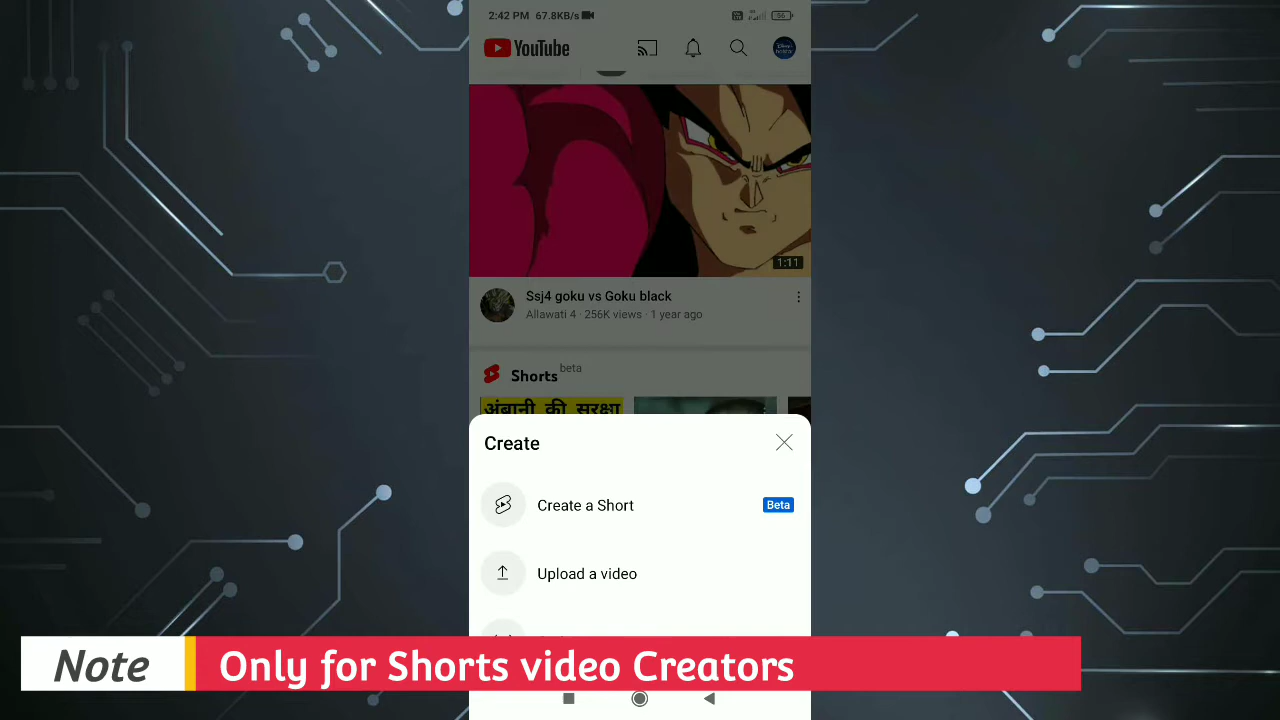 2:42 PM 67.8KB/s
56
YouTube
1:11
Ssj4 goku vs Goku black
Allawati 4 · 256K views · 1 year ago
Shorts beta
अंबानी की सुरक्षा
Create
Create a Short
Beta
Upload a video
Note
Only for Shorts video Creators